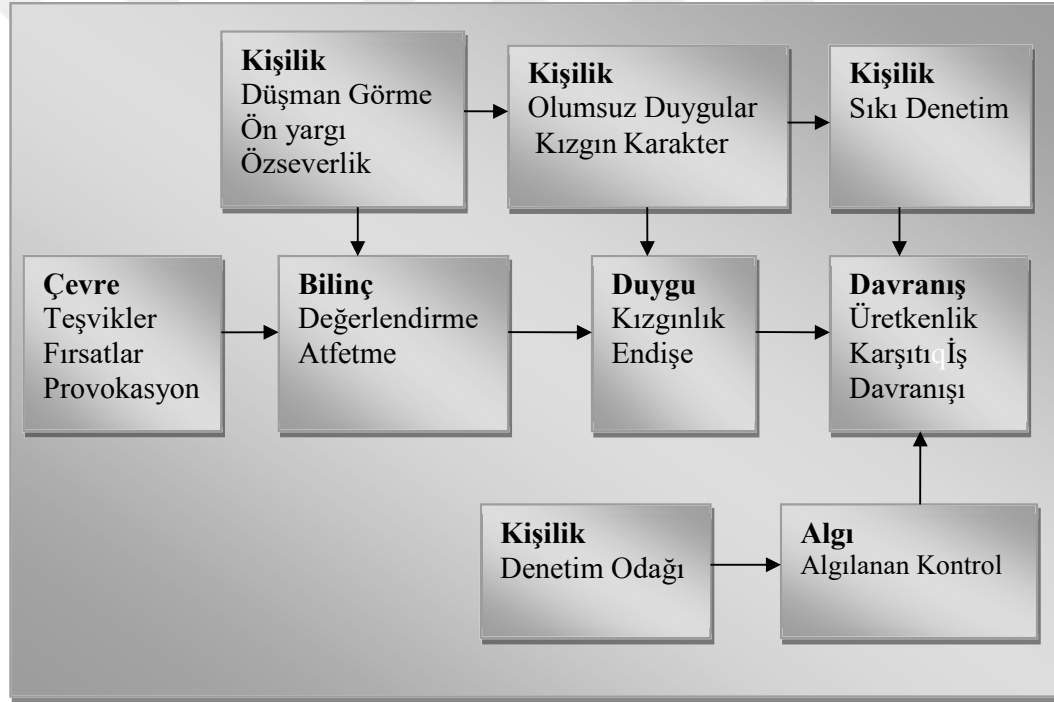 Kişilik
Düşman Görme
Ön yargı
Özseverlik
Kişilik
Olumsuz Duygular
Kızgın Karakter
Kişilik
Sıkı Denetim
Çevre
Teşvikler
Fırsatlar
Provokasyon
Bilinç
Değerlendirme
Atfetme
Duygu
Kızgınlık
Endişe
Davranış
Üretkenlik
Karşıtıqİş
Davranışı
Kişilik
Denetim Odağı
Algı
Algılanan Kontrol